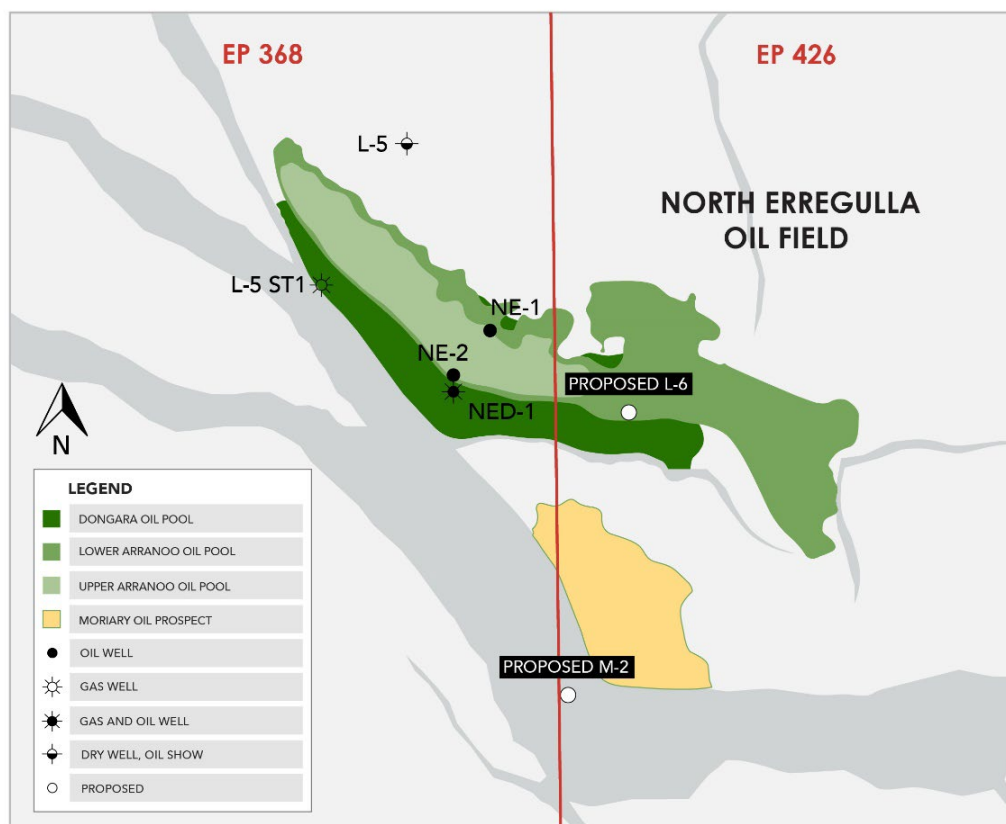 EP 368
EP 426
L-5
NORTH ERREGULLA
OIL FIELD
L-5 ST1
NE-1
NE-2
PROPOSED L-6
NED-1
N
LEGEND
DONGARA OIL POOL
LOWER ARRANOO OIL POOL
UPPER ARRANOO OIL POOL
MORIARY OIL PROSPECT
OIL WELL
GAS WELL
GAS AND OIL WELL
DRY WELL, OIL SHOW
PROPOSED
PROPOSED M-2